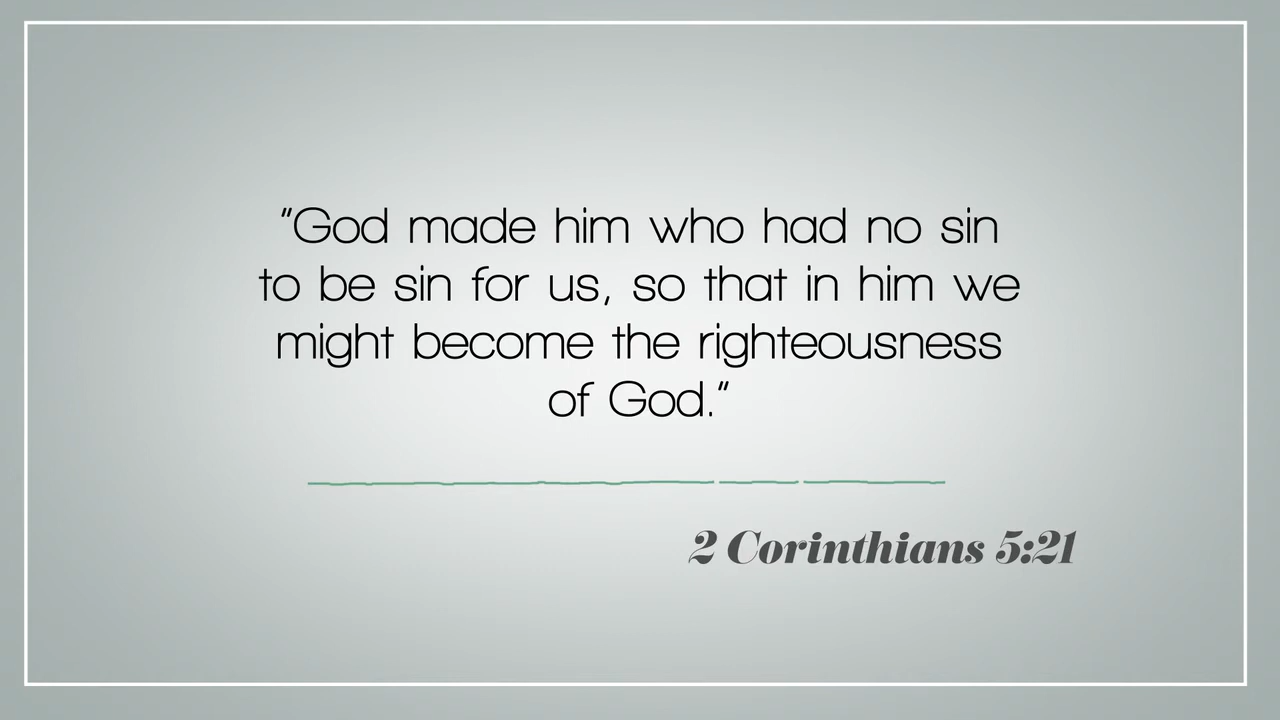 "God made him who had no sin
to be sin for us, so that in him we
might become the righteousness
of God."
2 Corinthians 5:21